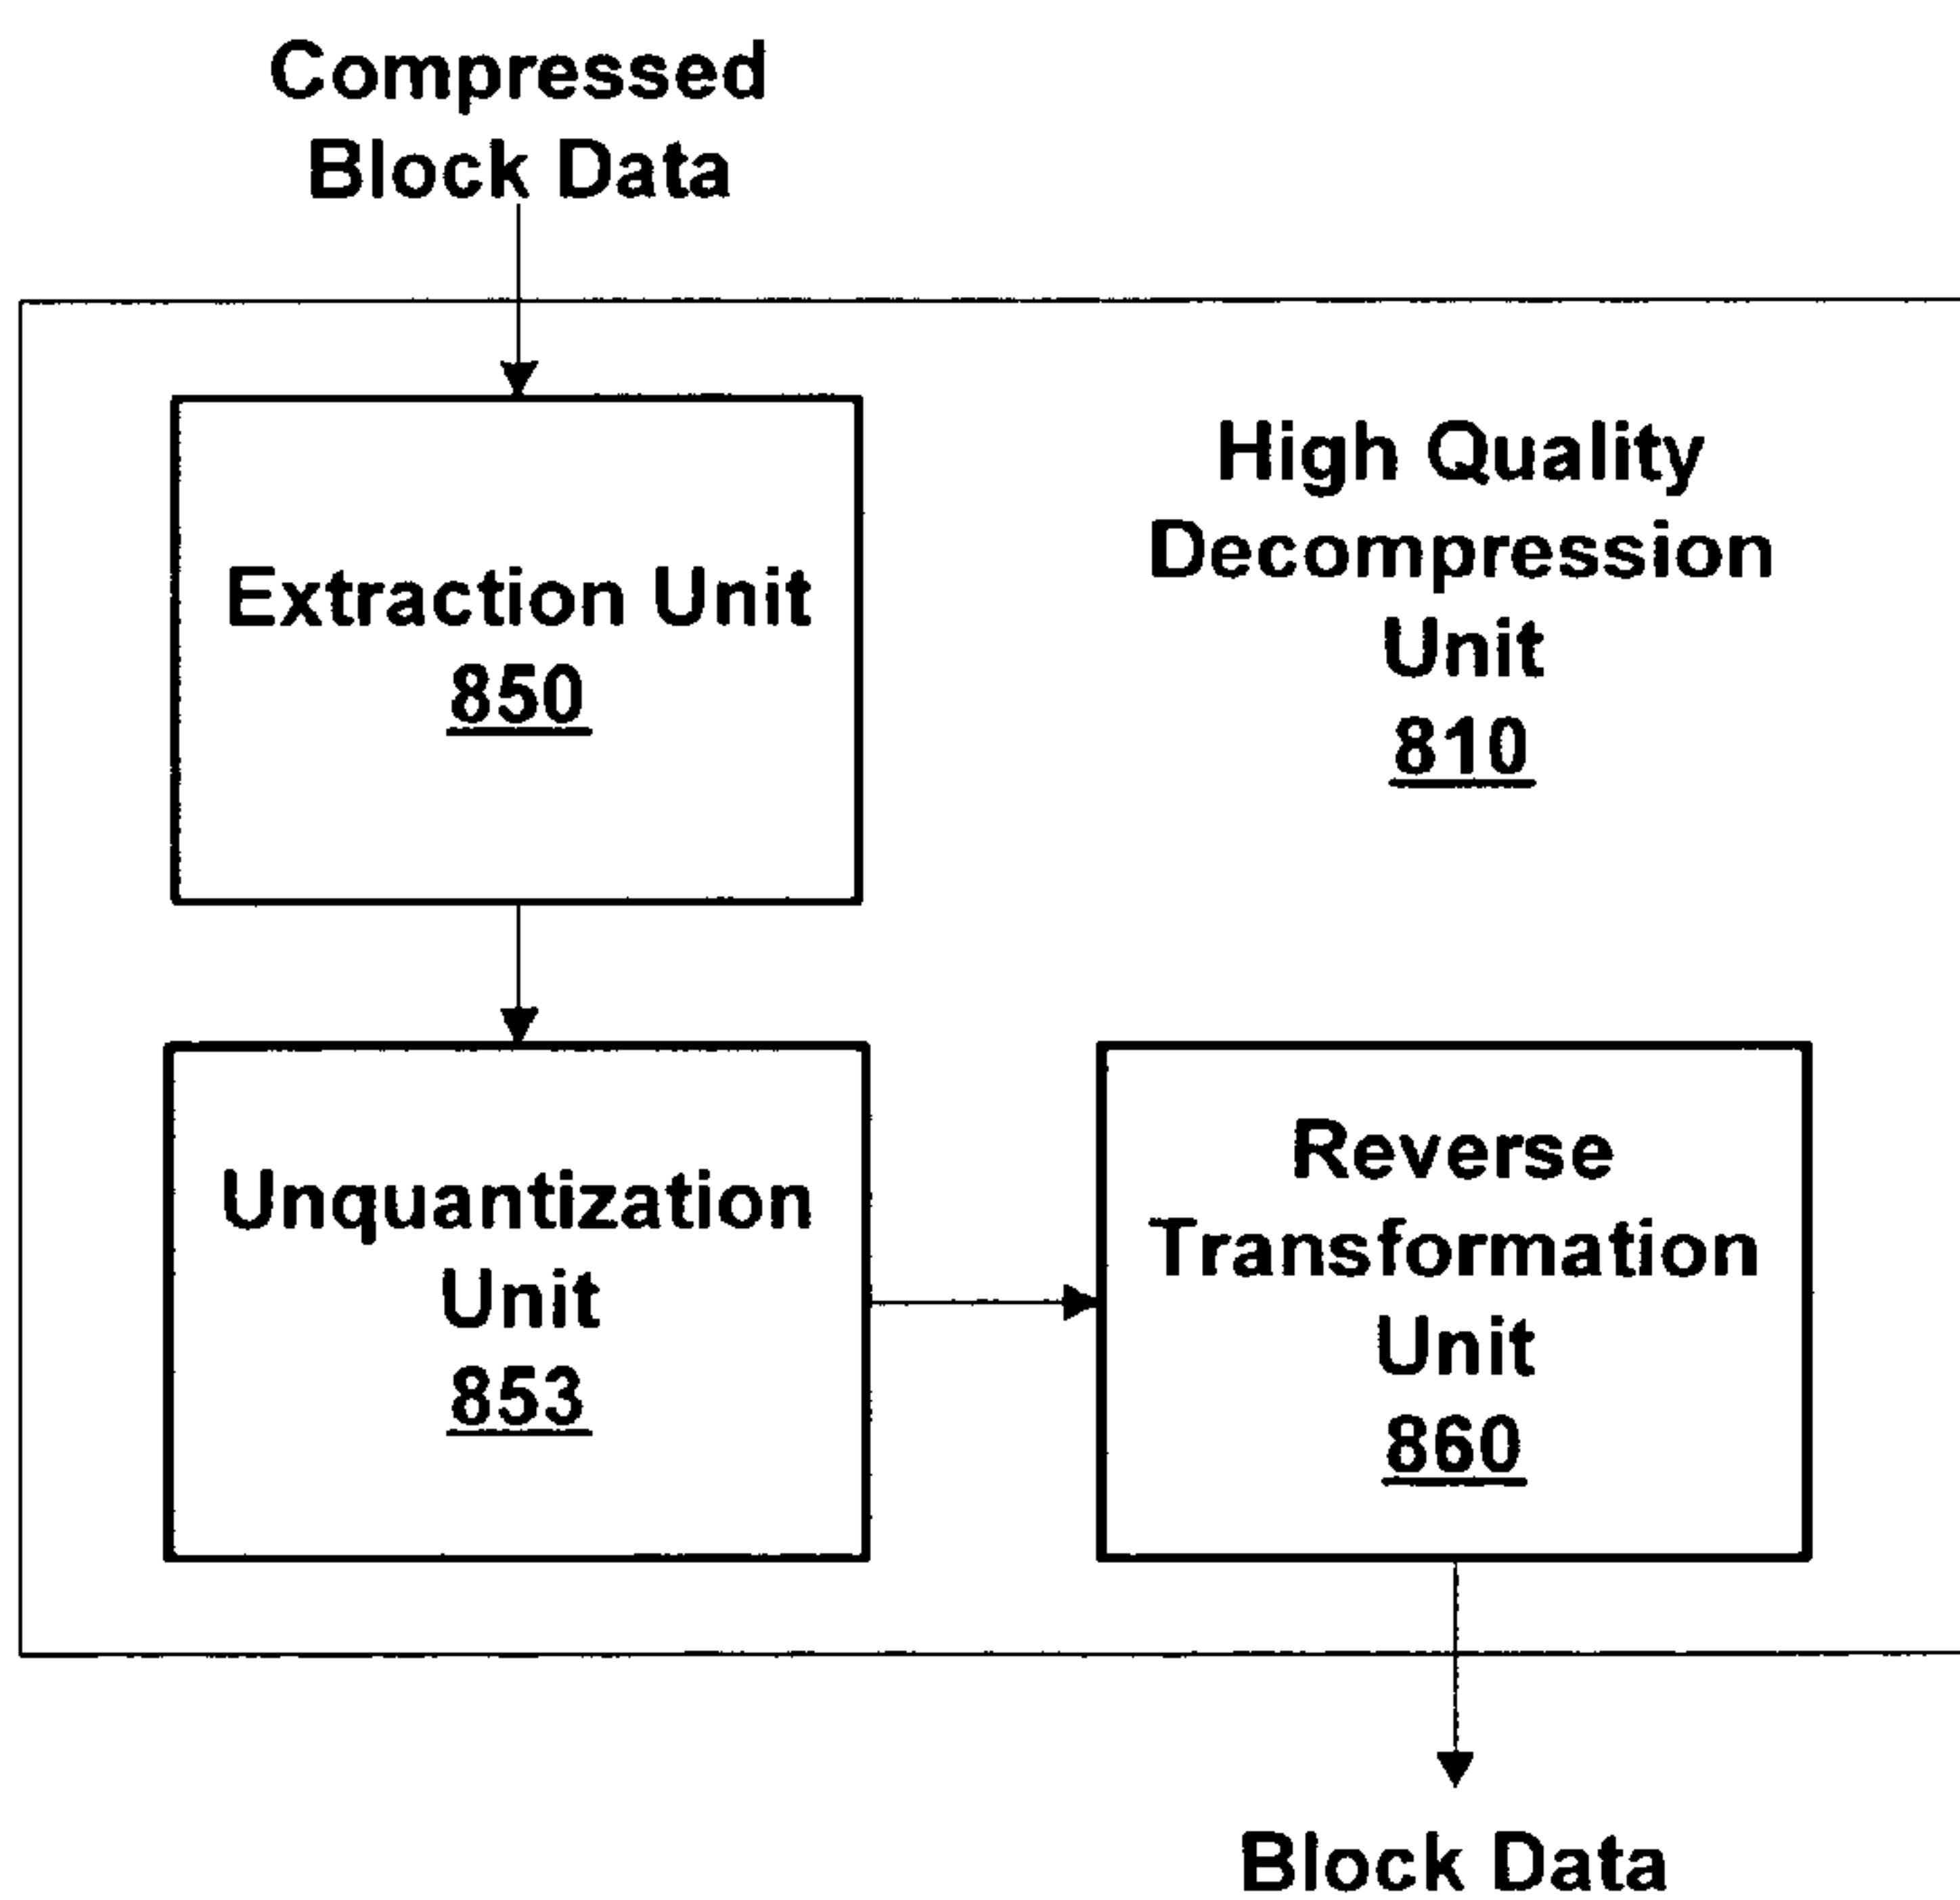 Compressed
Block Data
Extraction Unit
850
High Quality
Decompression
Unit
810
Unquantization
Unit
853
Reverse
Transformation
Unit
860
Block Data